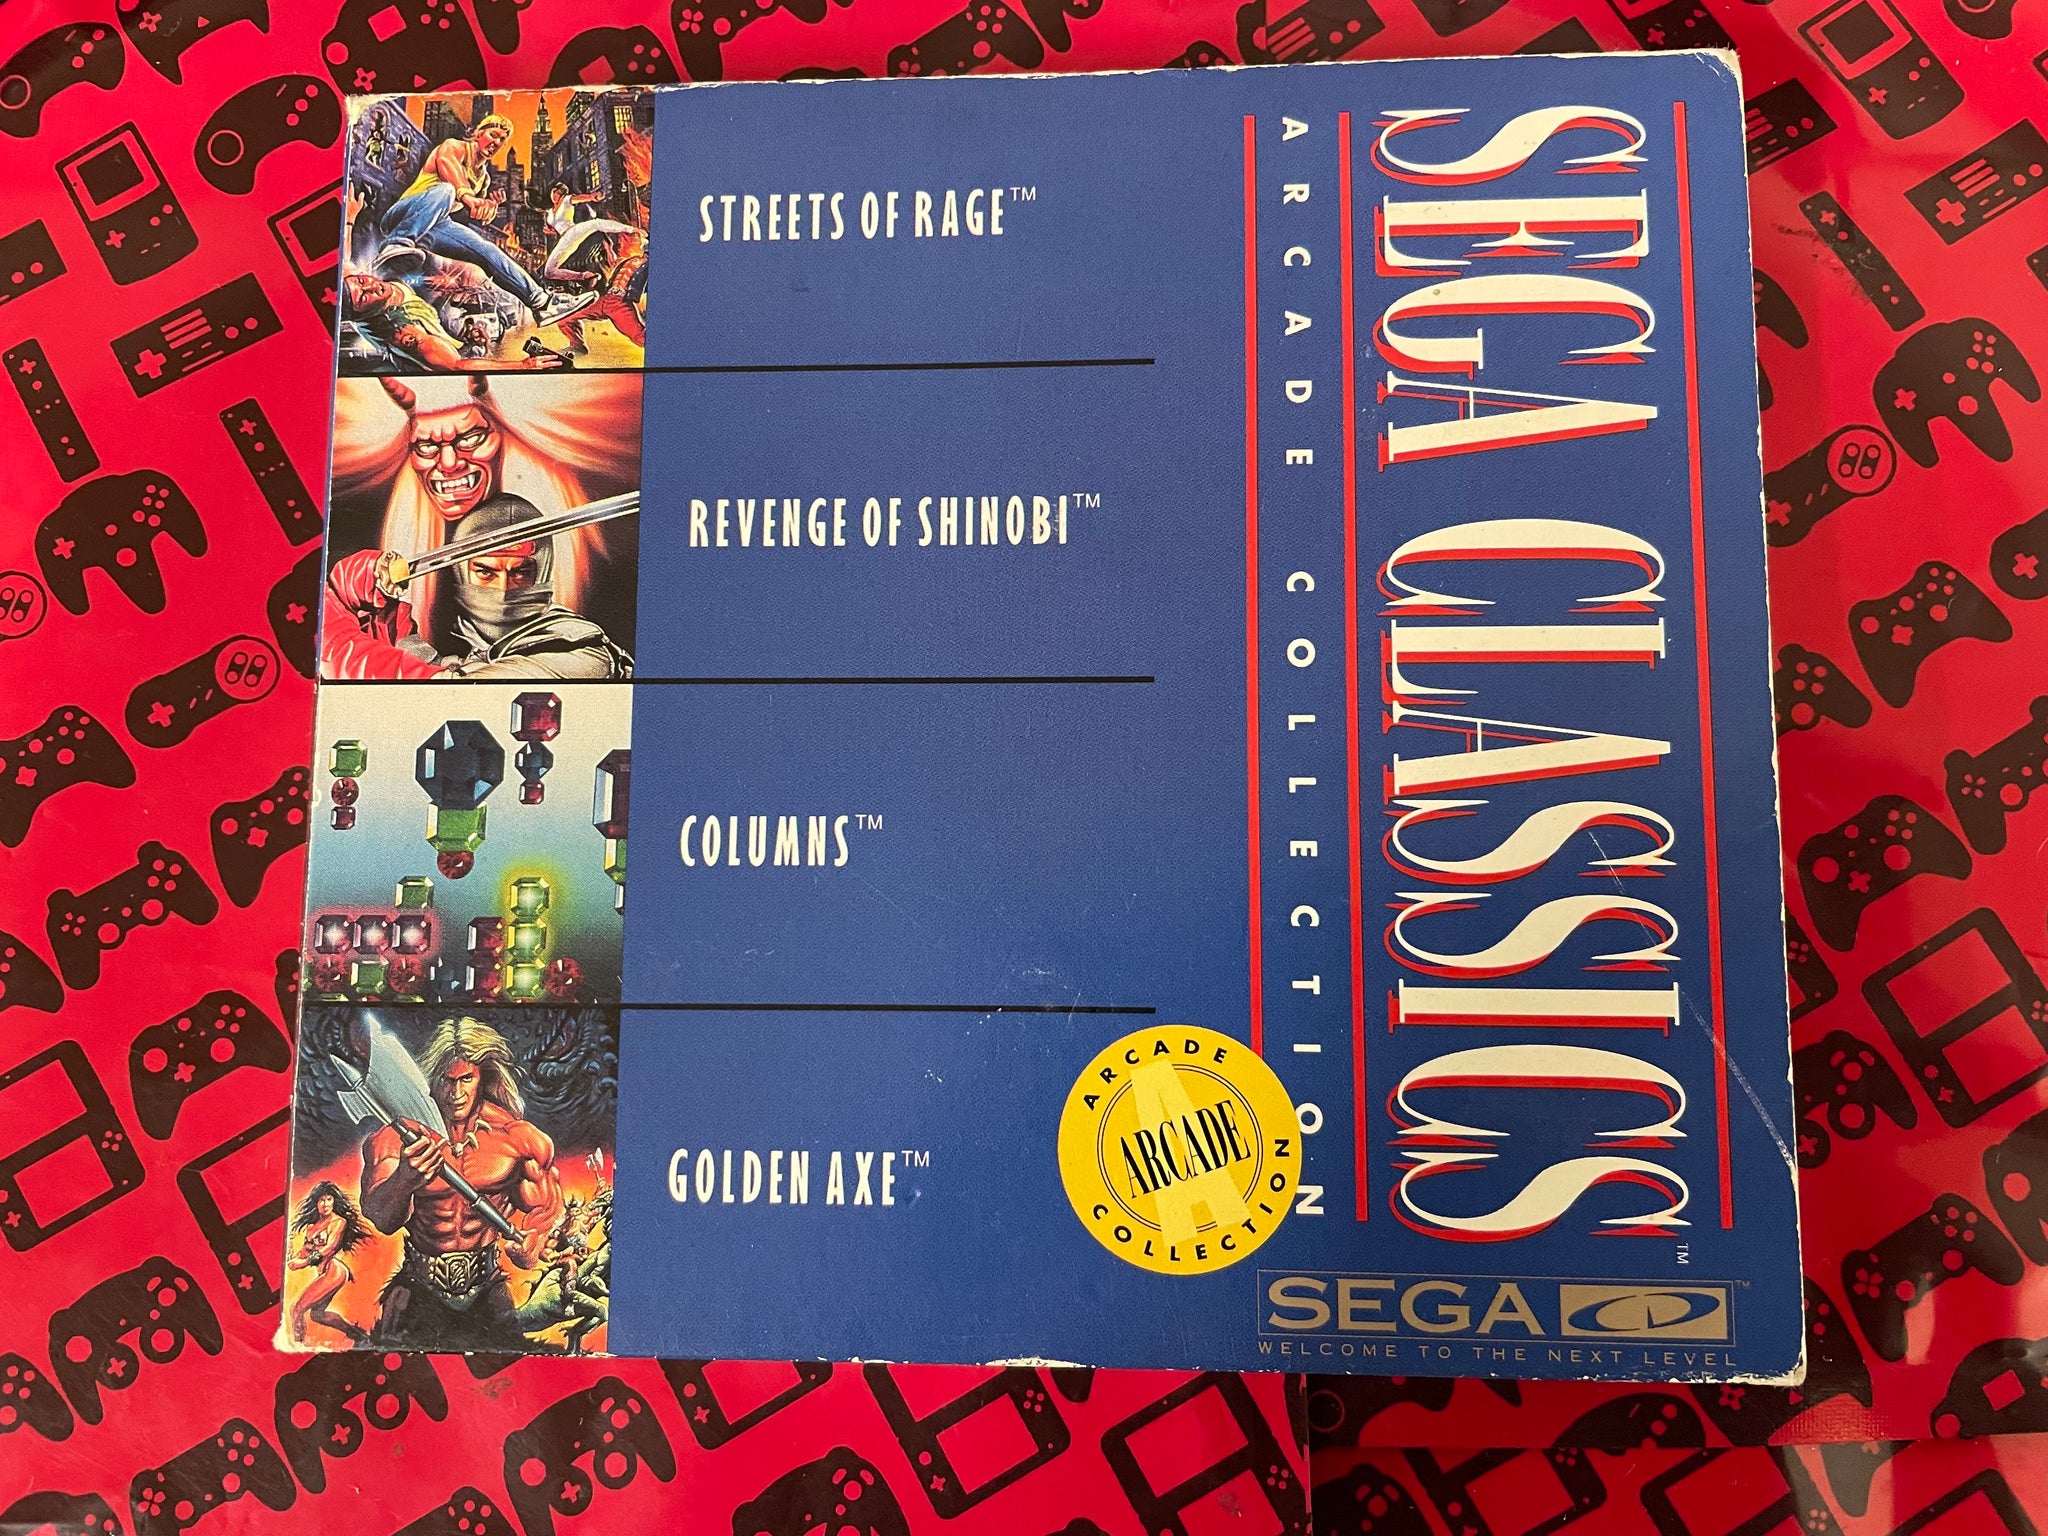 STREETS OF RAGE™
REVENGE OF SHINOBI™
COLUMNS™
GOLDEN AXE™
ARCADE COLLECTION
SEGA CLASSICS™
ARCADE
A
ARCADE
COLLECTION
SEGA CD™
WELCOME TO THE NEXT LEVEL